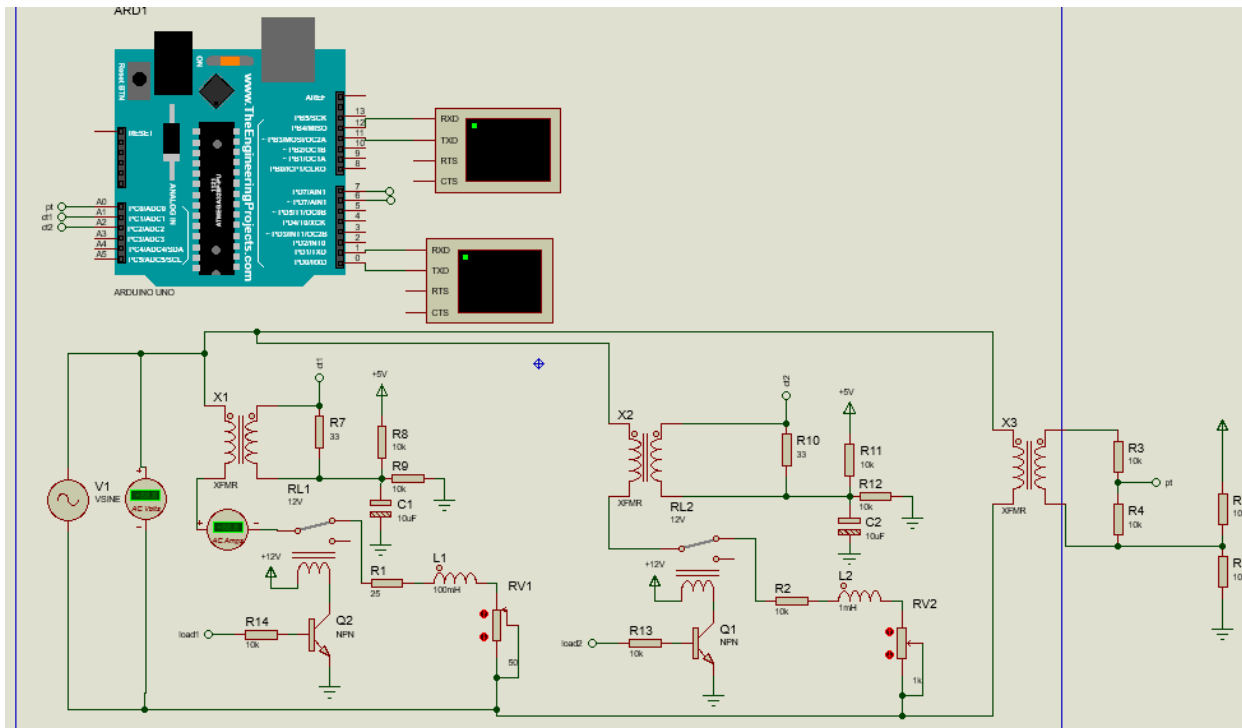 ARD1
Reset BTN
ON
www.TheEngineeringProjects.com
RESET
ANALOG IN
AREF
PB5/SCK
PB4/MISO
~PB3/MOSI/OC2A
~PB2/OC1B
~PB1/OC1A
PB0/ICP1/CLKO
13
12
11
10
9
8
PD7/AIN1
~PD7/AIN1
~PD5/T1/OC0B
PD4/T0/XCK
~PD3/INT1/OC2B
PD2/INT0
PD1/TXD
PD0/RXD
7
6
5
4
3
2
1
0
pt
ct1
ct2
A0
A1
A2
A3
A4
A5
PC0/ADC0
PC1/ADC1
PC2/ADC2
PC3/ADC3
PC4/ADC4/SDA
PC5/ADC5/SCL
ARDUINO UNO
RXD
TXD
RTS
CTS
RXD
TXD
RTS
CTS
V1
VSINE
AC Volts
X1
XFMR
ct1
R7
33
+5V
R8
10k
R9
10k
C1
10uF
RL1
12V
AC Amps
+12V
R1
25
L1
100mH
RV1
50
load1
R14
10k
Q2
NPN
X2
XFMR
ct2
R10
33
+5V
R11
10k
R12
10k
C2
10uF
RL2
12V
+12V
R2
10k
L2
1mH
RV2
1k
load2
R13
10k
Q1
NPN
X3
XFMR
R3
10k
pt
R4
10k
R
10
R
10